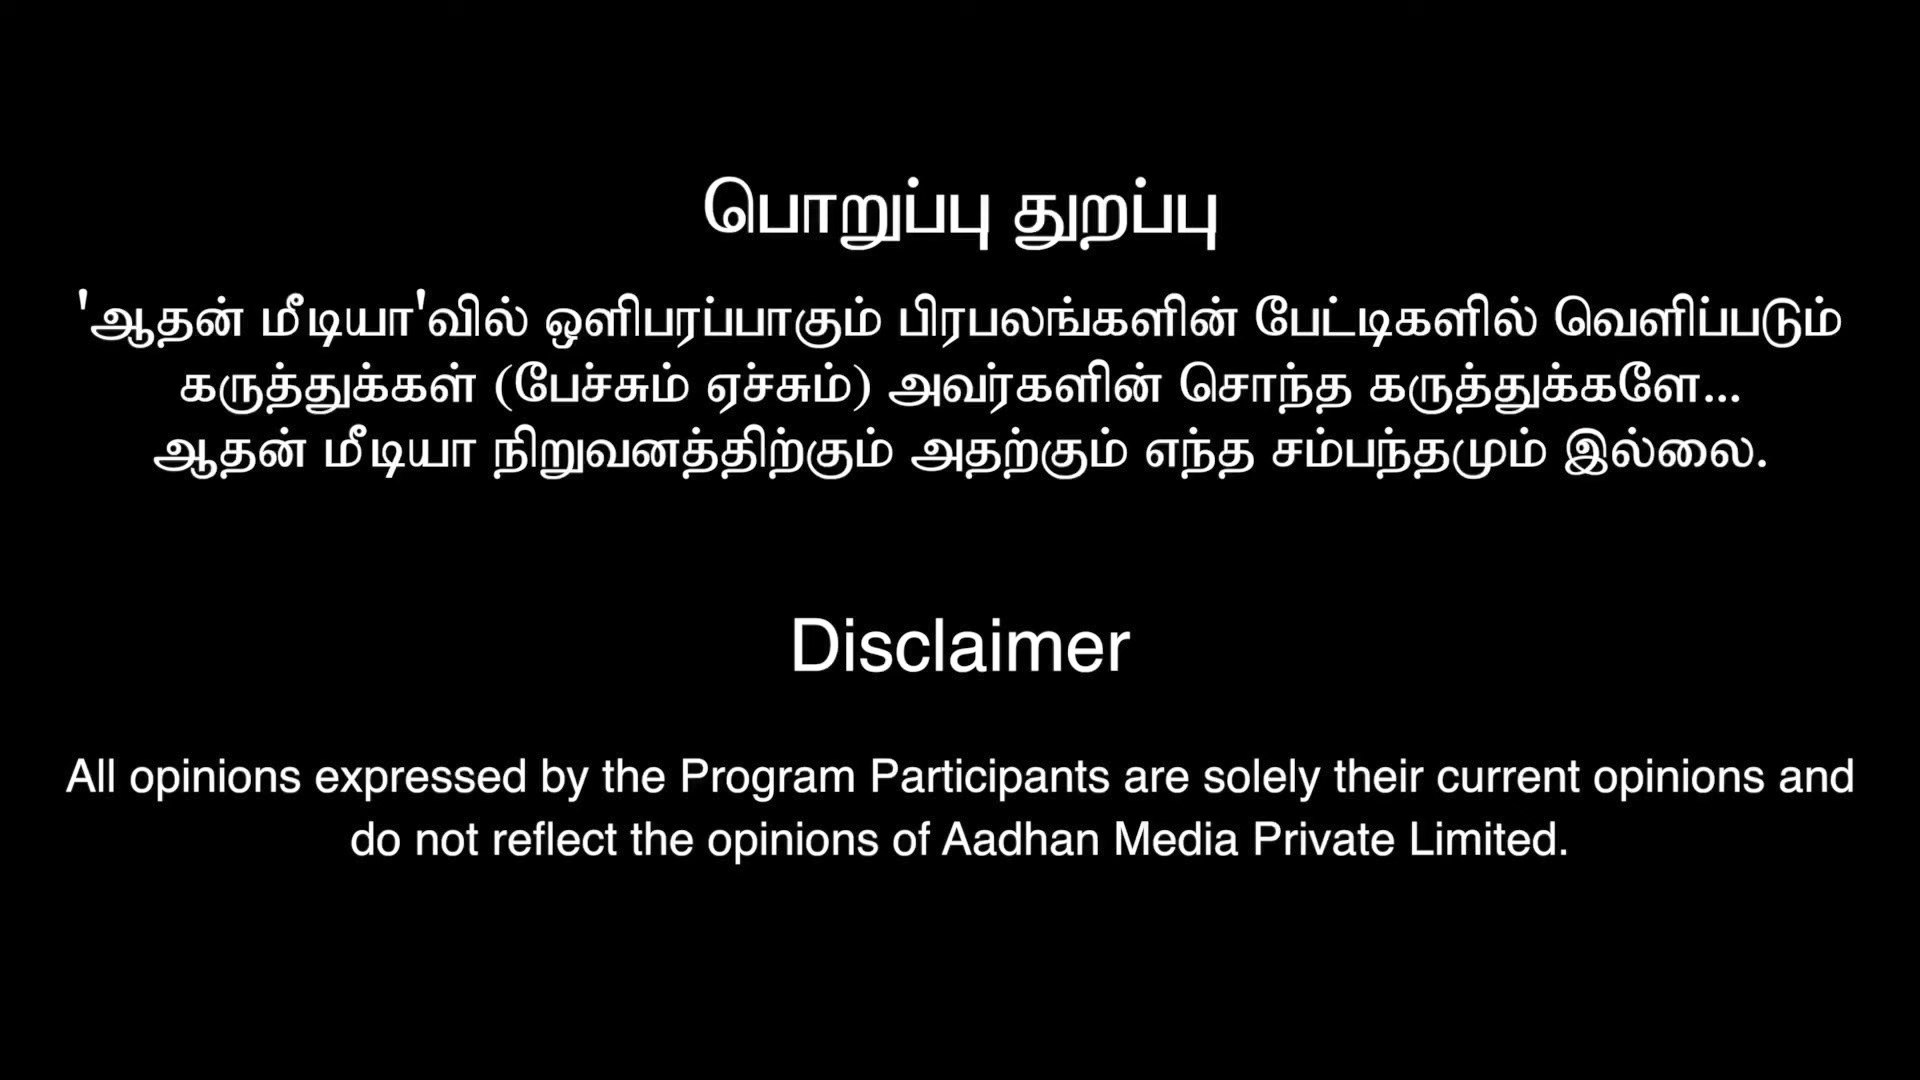 பொறுப்பு துறப்பு
'ஆதன் மீடியா'வில் ஒளிபரப்பாகும் பிரபலங்களின் பேட்டிகளில் வெளிப்படும்
கருத்துக்கள் (பேச்சும் ஏச்சும்) அவர்களின் சொந்த கருத்துக்களே...
ஆதன் மீடியா நிறுவனத்திற்கும் அதற்கும் எந்த சம்பந்தமும் இல்லை.
Disclaimer
All opinions expressed by the Program Participants are solely their current opinions and
do not reflect the opinions of Aadhan Media Private Limited.